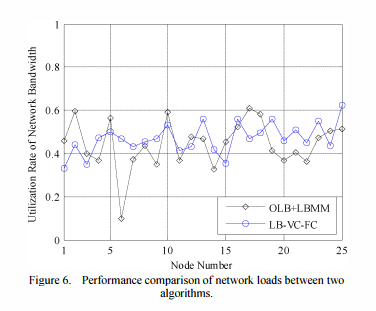 1
0.8
0.6
0.4
0.2
0
1
5
10
15
20
25
Utilization Rate of Network Bandwidth
Node Number
OLB+LBMM
LB-VC-FC
Figure 6. Performance comparison of network loads between two
algorithms.